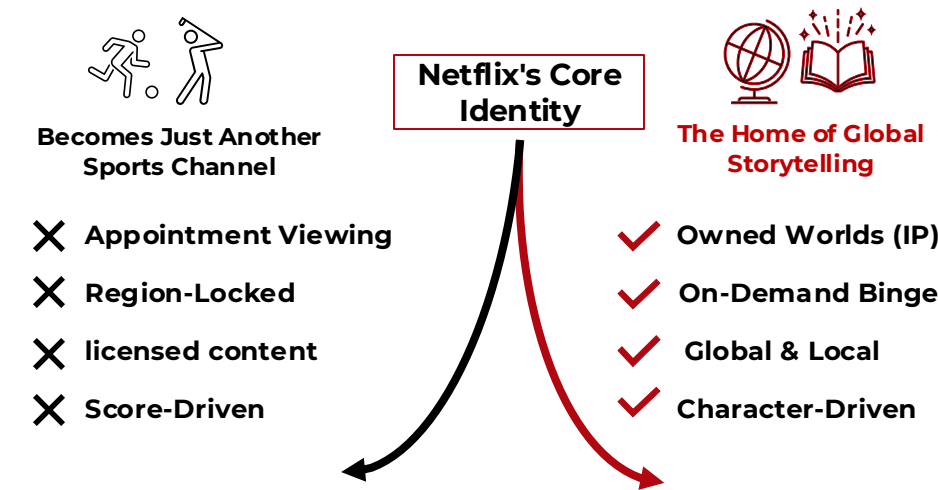 Netflix's Core
Identity
Becomes Just Another
Sports Channel
Appointment Viewing
Region-Locked
licensed content
Score-Driven
The Home of Global
Storytelling
Owned Worlds (IP)
On-Demand Binge
Global & Local
Character-Driven